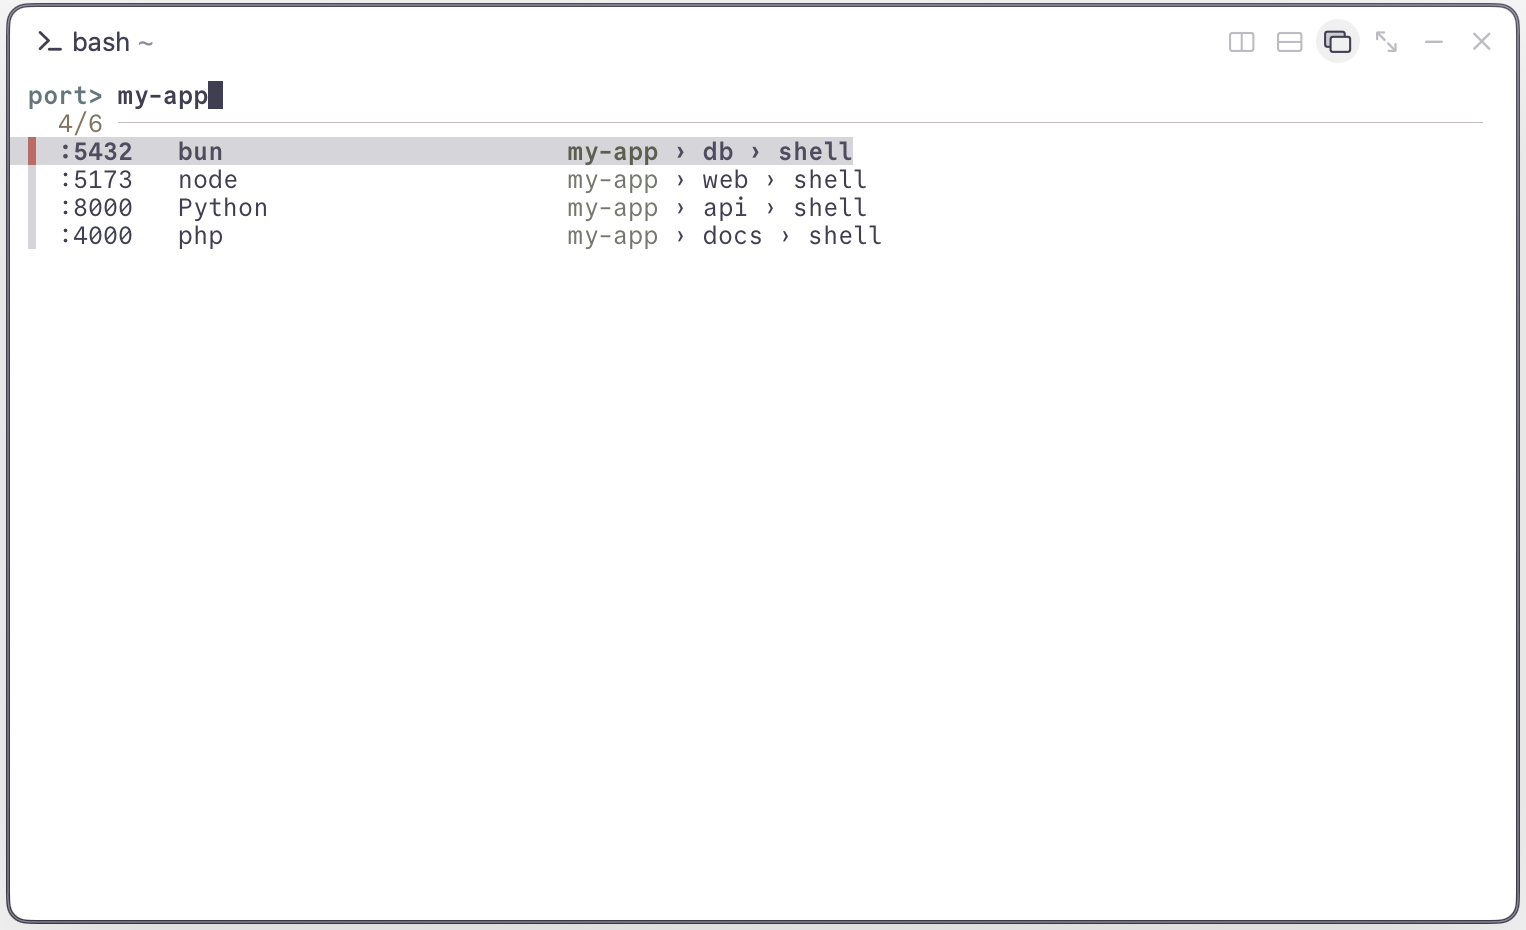 bash ~
port> my-app
4/6
:5432 bun my-app › db › shell
:5173 node my-app › web › shell
:8000 Python my-app › api › shell
:4000 php my-app › docs › shell